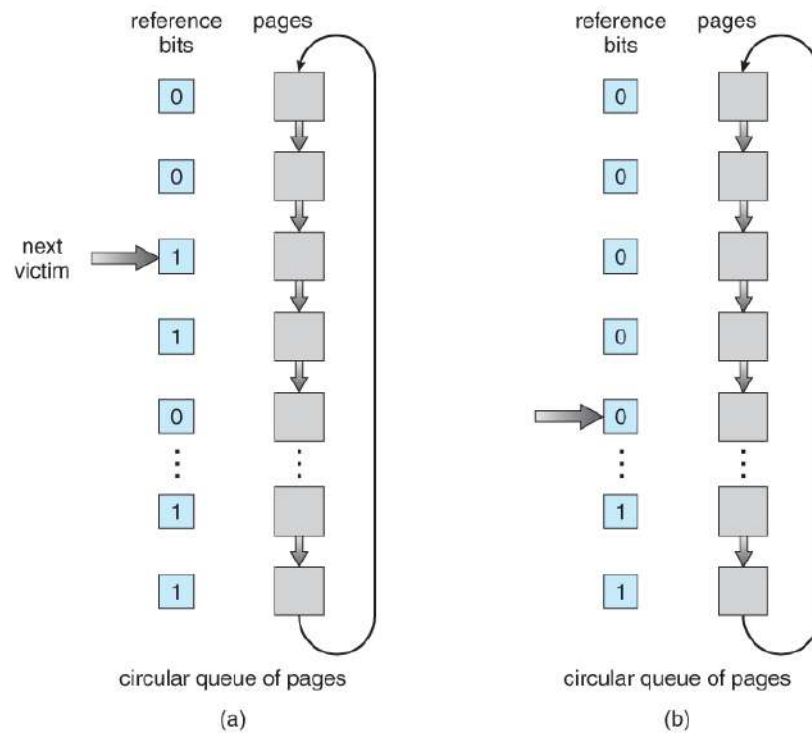 reference pages
bits
0
0
next
victim
1
1
0
1
1
circular queue of pages
(a)
reference pages
bits
0
0
0
0
0
1
1
circular queue of pages
(b)